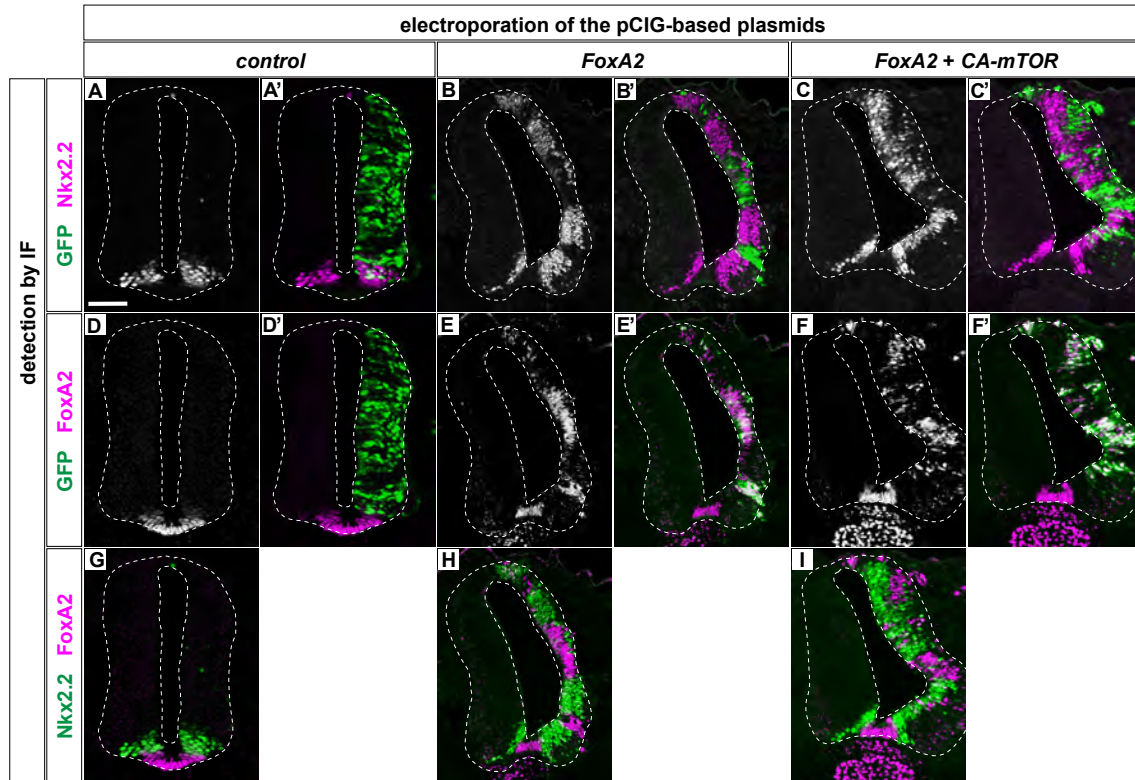 electroporation of the pCIG-based plasmids
control
FoxA2
FoxA2 + CA-mTOR
detection by IF
GFP Nkx2.2
A
A'
B
B'
C
C'
GFP FoxA2
D
D'
E
E'
F
F'
Nkx2.2 FoxA2
G
H
I